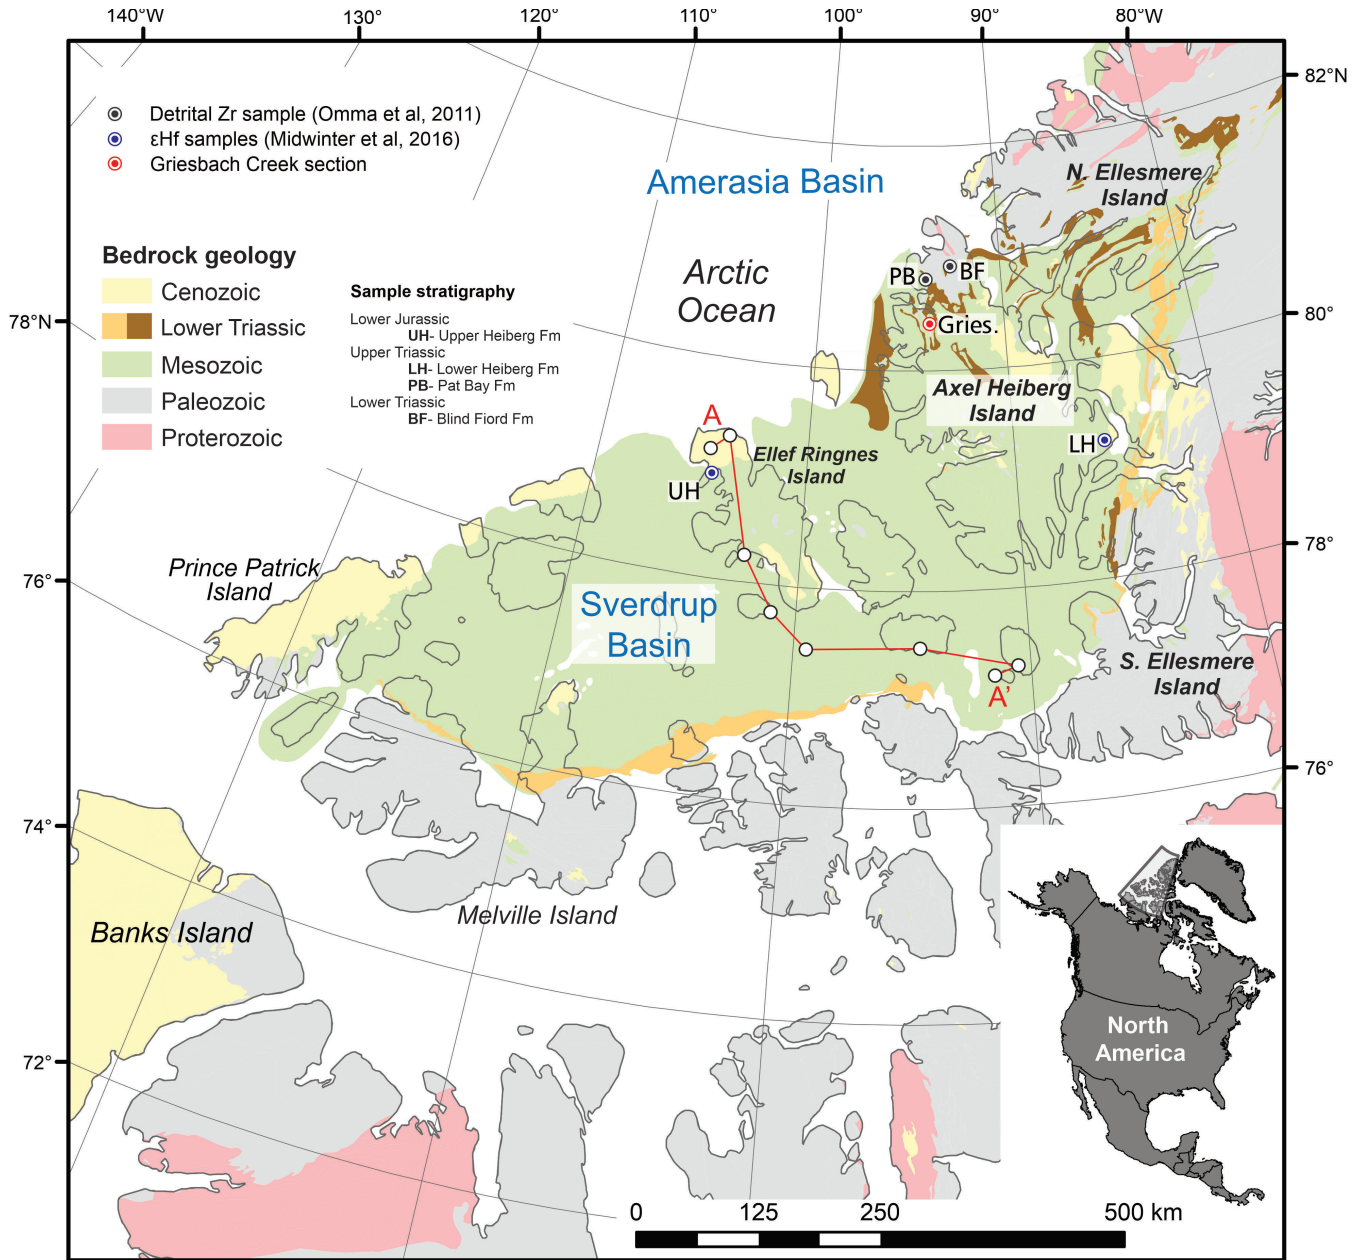 140°W
130°
120°
110°
100°
90°
80°W
82°N
80°
78°
76°
78°N
76°
74°
72°
Detrital Zr sample (Omma et al, 2011)
εHf samples (Midwinter et al, 2016)
Griesbach Creek section
Bedrock geology
Cenozoic
Lower Triassic
Mesozoic
Paleozoic
Proterozoic
Sample stratigraphy
Lower Jurassic
UH- Upper Heiberg Fm
Upper Triassic
LH- Lower Heiberg Fm
PB- Pat Bay Fm
Lower Triassic
BF- Blind Fiord Fm
Amerasia Basin
Arctic
Ocean
N. Ellesmere
Island
PB
BF
Gries.
Axel Heiberg
Island
LH
A
Ellef Ringnes
Island
UH
Prince Patrick
Island
Sverdrup
Basin
S. Ellesmere
Island
A'
Melville Island
Banks Island
North
America
0
125
250
500 km